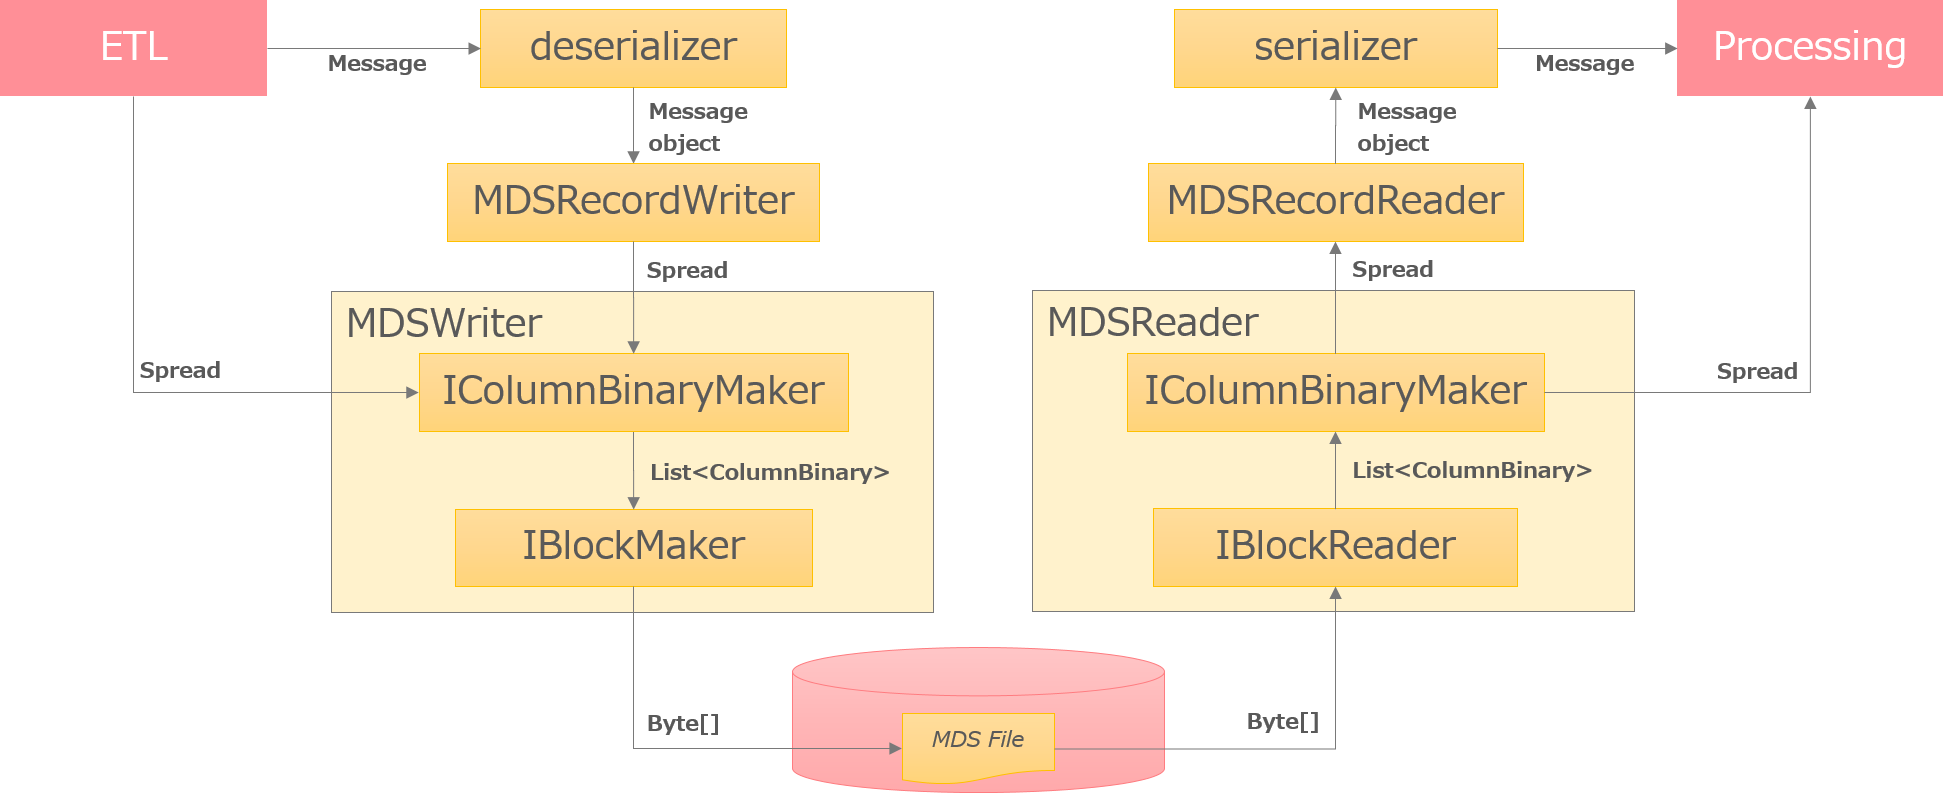 ETL
Message
deserializer
serializer
Message
Processing
Message
object
Message
object
MDSRecordWriter
MDSRecordReader
Spread
Spread
MDSWriter
MDSReader
Spread
IColumnBinaryMaker
IColumnBinaryMaker
Spread
List<ColumnBinary>
List<ColumnBinary>
IBlockMaker
IBlockReader
Byte[]
MDS File
Byte[]